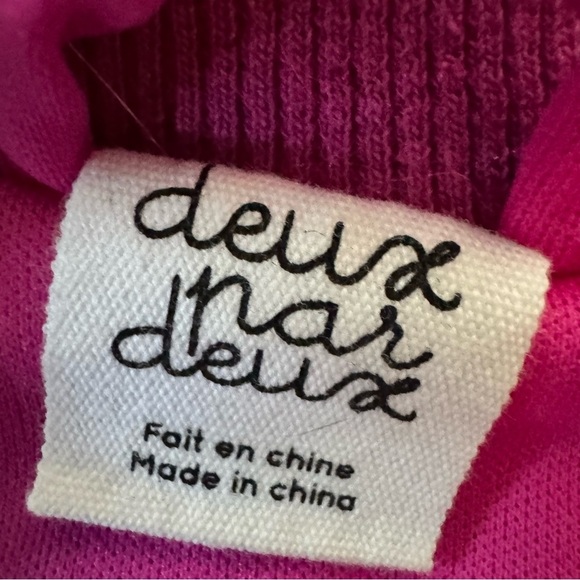 deux
par
deux
Fait en chine
Made in china